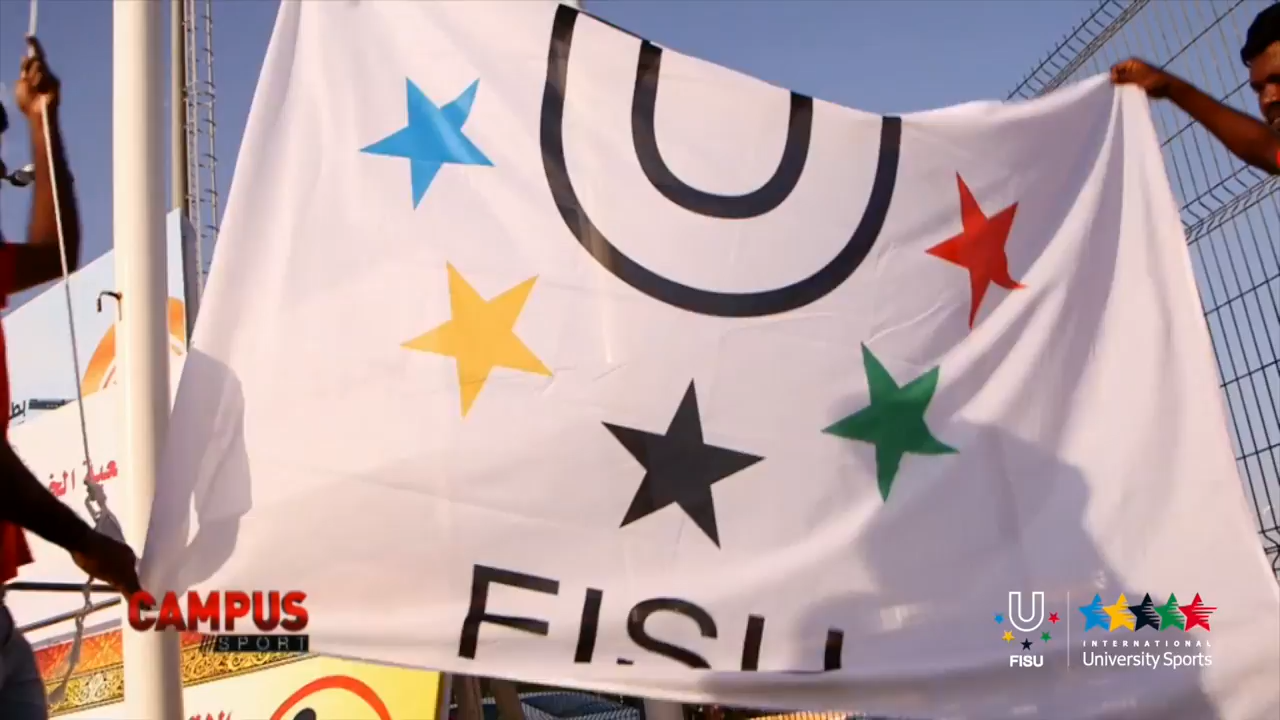 U
FISU
CAMPUS
SPORT
U
FISU
INTERNATIONAL
University Sports